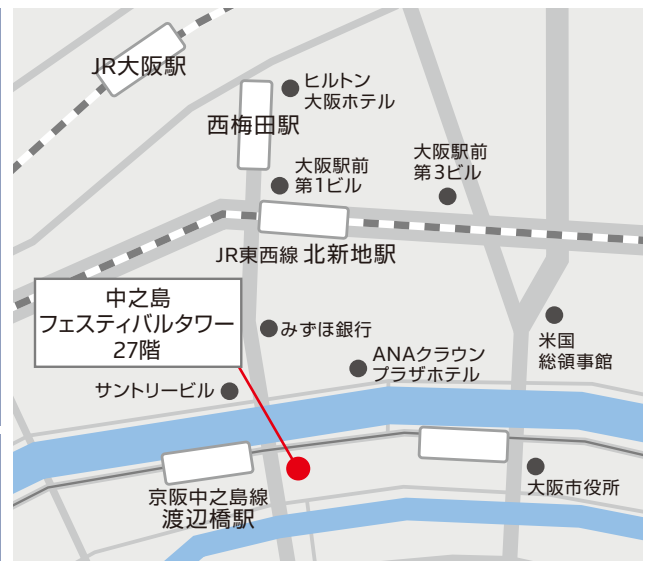 JR大阪駅
ヒルトン
大阪ホテル
西梅田駅
大阪駅前
第1ビル
大阪駅前
第3ビル
JR東西線 北新地駅
中之島
フェスティバルタワー
27階
みずほ銀行
ANAクラウン
プラザホテル
米国
総領事館
サントリービル
京阪中之島線
渡辺橋駅
大阪市役所